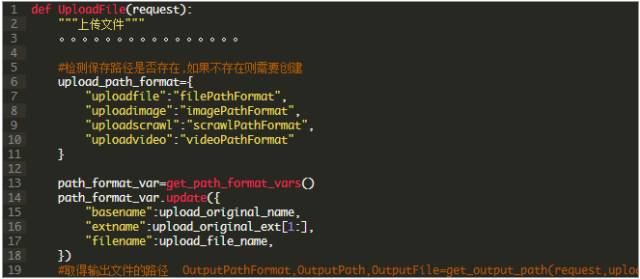 1 def UploadFile(request):
2 """上传文件"""
3 。。。。。。。。。。。。。。。。
4
5 #检测保存路径是否存在,如果不存在则需要创建
6 upload_path_format={
7 "uploadfile":"filePathFormat",
8 "uploadimage":"imagePathFormat",
9 "uploadscrawl":"scrawlPathFormat",
10 "uploadvideo":"videoPathFormat"
11 }
12
13 path_format_var=get_path_format_vars()
14 path_format_var.update({
15 "basename":upload_original_name,
16 "extname":upload_original_ext[1:],
17 "filename":upload_file_name,
18 })
19 #取得输出文件的路径 OutputPathFormat,OutputPath,OutputFile=get_output_path(request,uploa